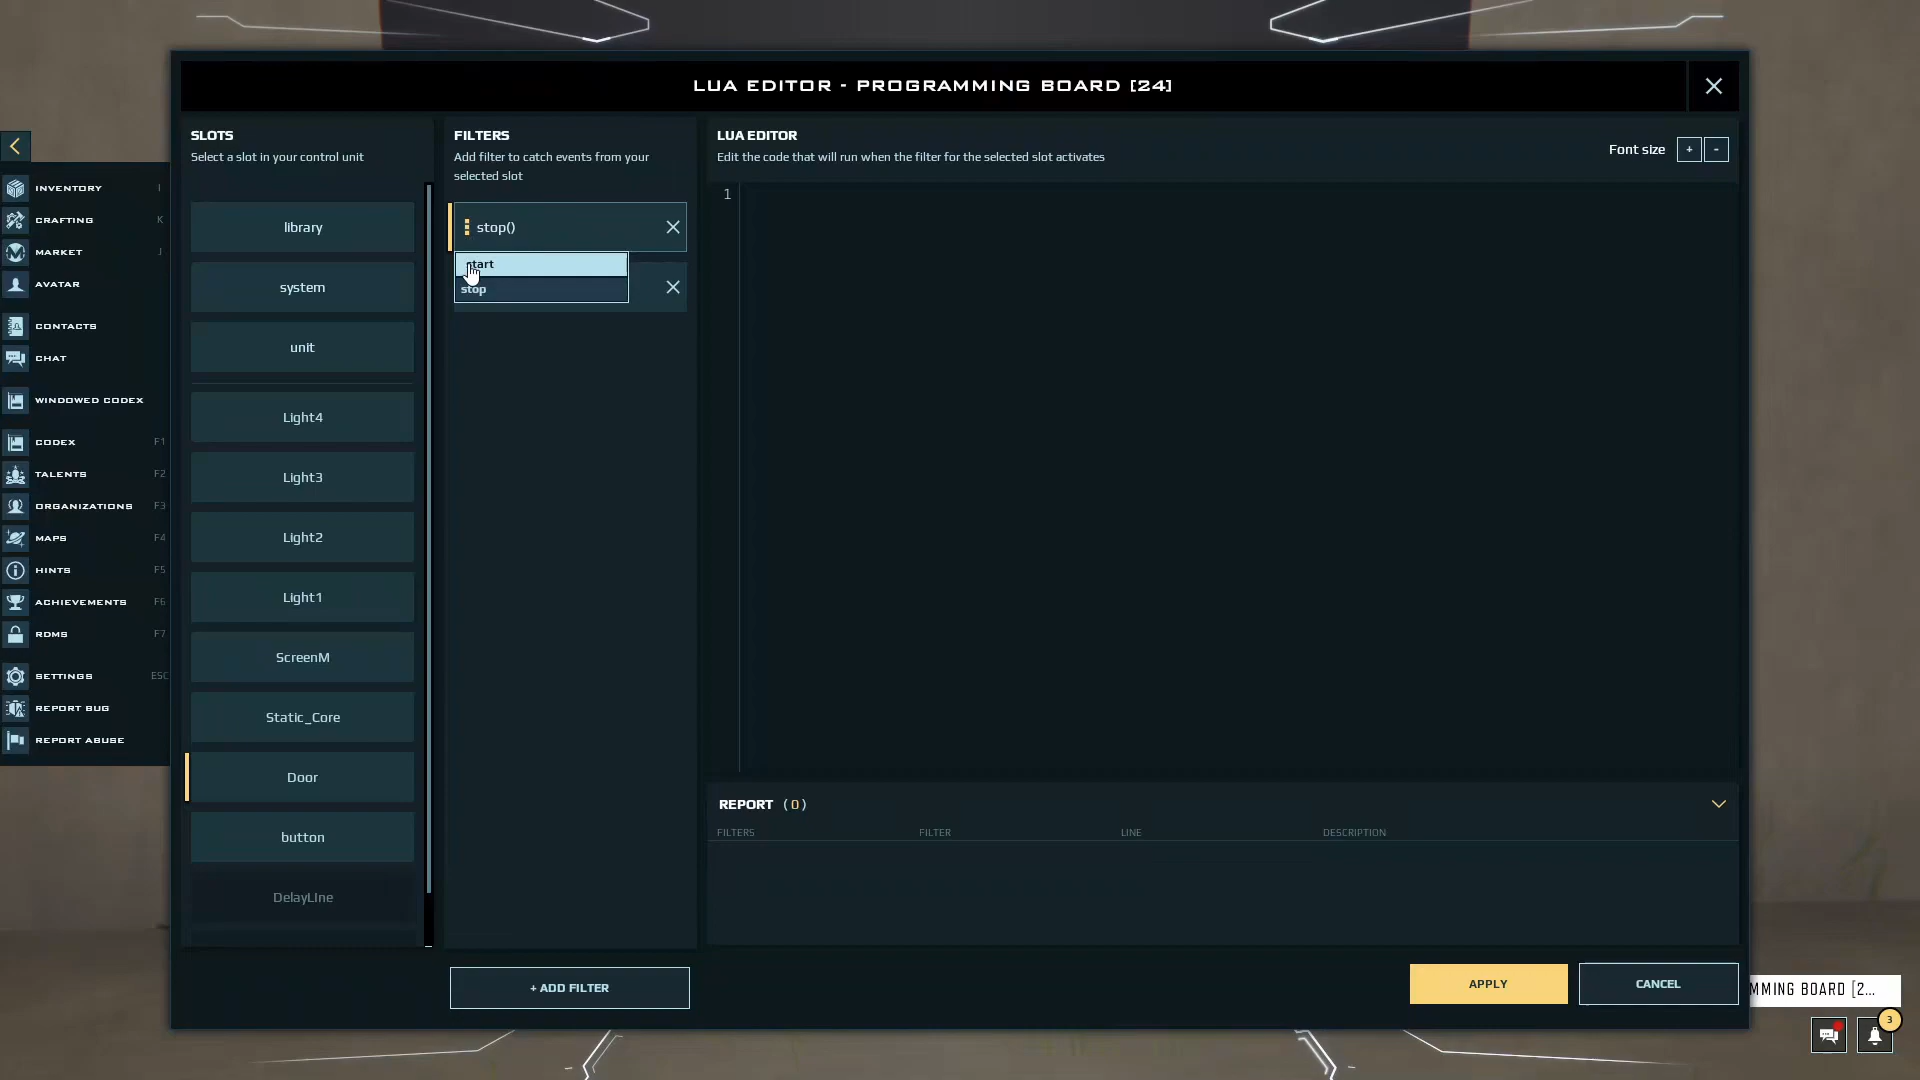 LUA EDITOR - PROGRAMMING BOARD [24]
INVENTORY I
CRAFTING K
MARKET J
AVATAR
CONTACTS
CHAT
WINDOWED CODEX
CODEX F1
TALENTS F2
ORGANIZATIONS F3
MAPS F4
HINTS F5
ACHIEVEMENTS F6
RDMS F7
SETTINGS ESC
REPORT BUG
REPORT ABUSE
SLOTS
Select a slot in your control unit
library
system
unit
Light4
Light3
Light2
Light1
ScreenM
Static_Core
Door
button
DelayLine
FILTERS
Add filter to catch events from your
selected slot
stop()
start
stop
+ ADD FILTER
LUA EDITOR
Edit the code that will run when the filter for the selected slot activates
Font size + -
1
REPORT (0)
FILTERS FILTER LINE DESCRIPTION
APPLY CANCEL
MMING BOARD [2...
3